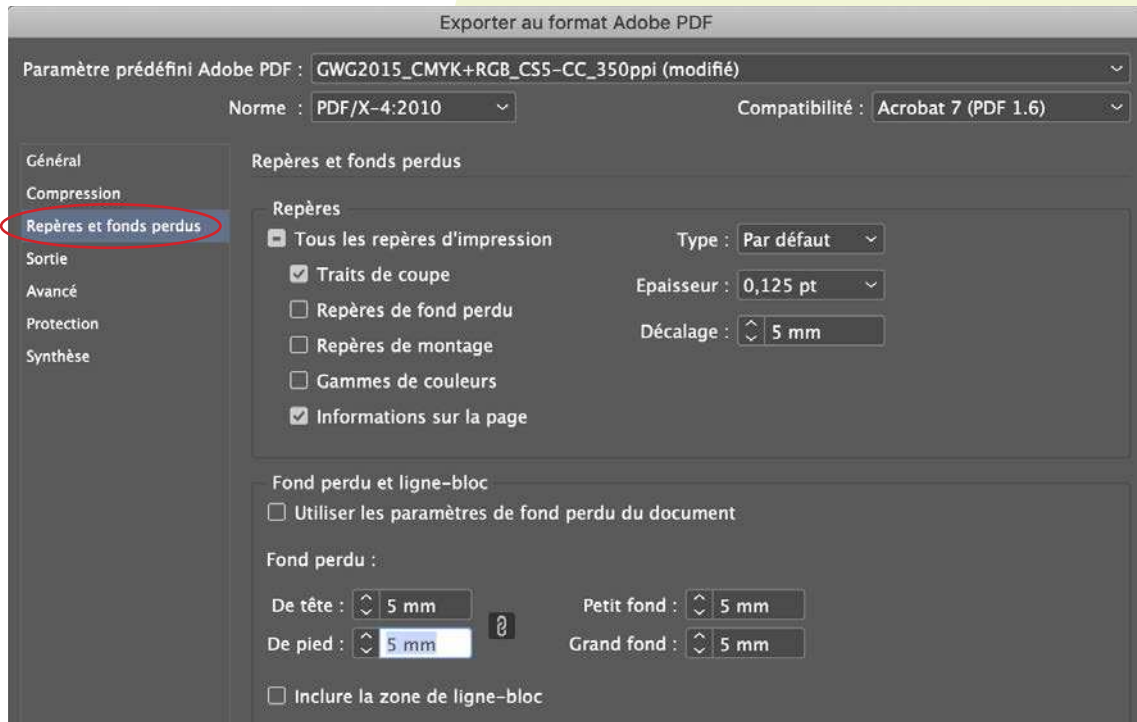 Exporter au format Adobe PDF
Paramètre prédéfini Adobe PDF : GWG2015_CMYK+RGB_CS5-CC_350ppi (modifié)
Norme : PDF/X-4:2010 Compatibilité : Acrobat 7 (PDF 1.6)
Général
Compression
Repères et fonds perdus
Sortie
Avancé
Protection
Synthèse
Repères et fonds perdus
Repères
Tous les repères d'impression
Traits de coupe
Repères de fond perdu
Repères de montage
Gammes de couleurs
Informations sur la page
Type : Par défaut
Epaisseur : 0,125 pt
Décalage : 5 mm
Fond perdu et ligne-bloc
Utiliser les paramètres de fond perdu du document
Fond perdu :
De tête : 5 mm Petit fond : 5 mm
De pied : 5 mm Grand fond : 5 mm
Inclure la zone de ligne-bloc